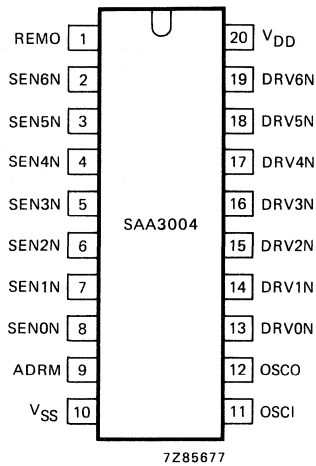 REMO 1 20 VDD
SEN6N 2 19 DRV6N
SEN5N 3 18 DRV5N
SEN4N 4 17 DRV4N
SEN3N 5 16 DRV3N
SAA3004
SEN2N 6 15 DRV2N
SEN1N 7 14 DRV1N
SEN0N 8 13 DRV0N
ADRM 9 12 OSCO
VSS 10 11 OSCI
7Z85677